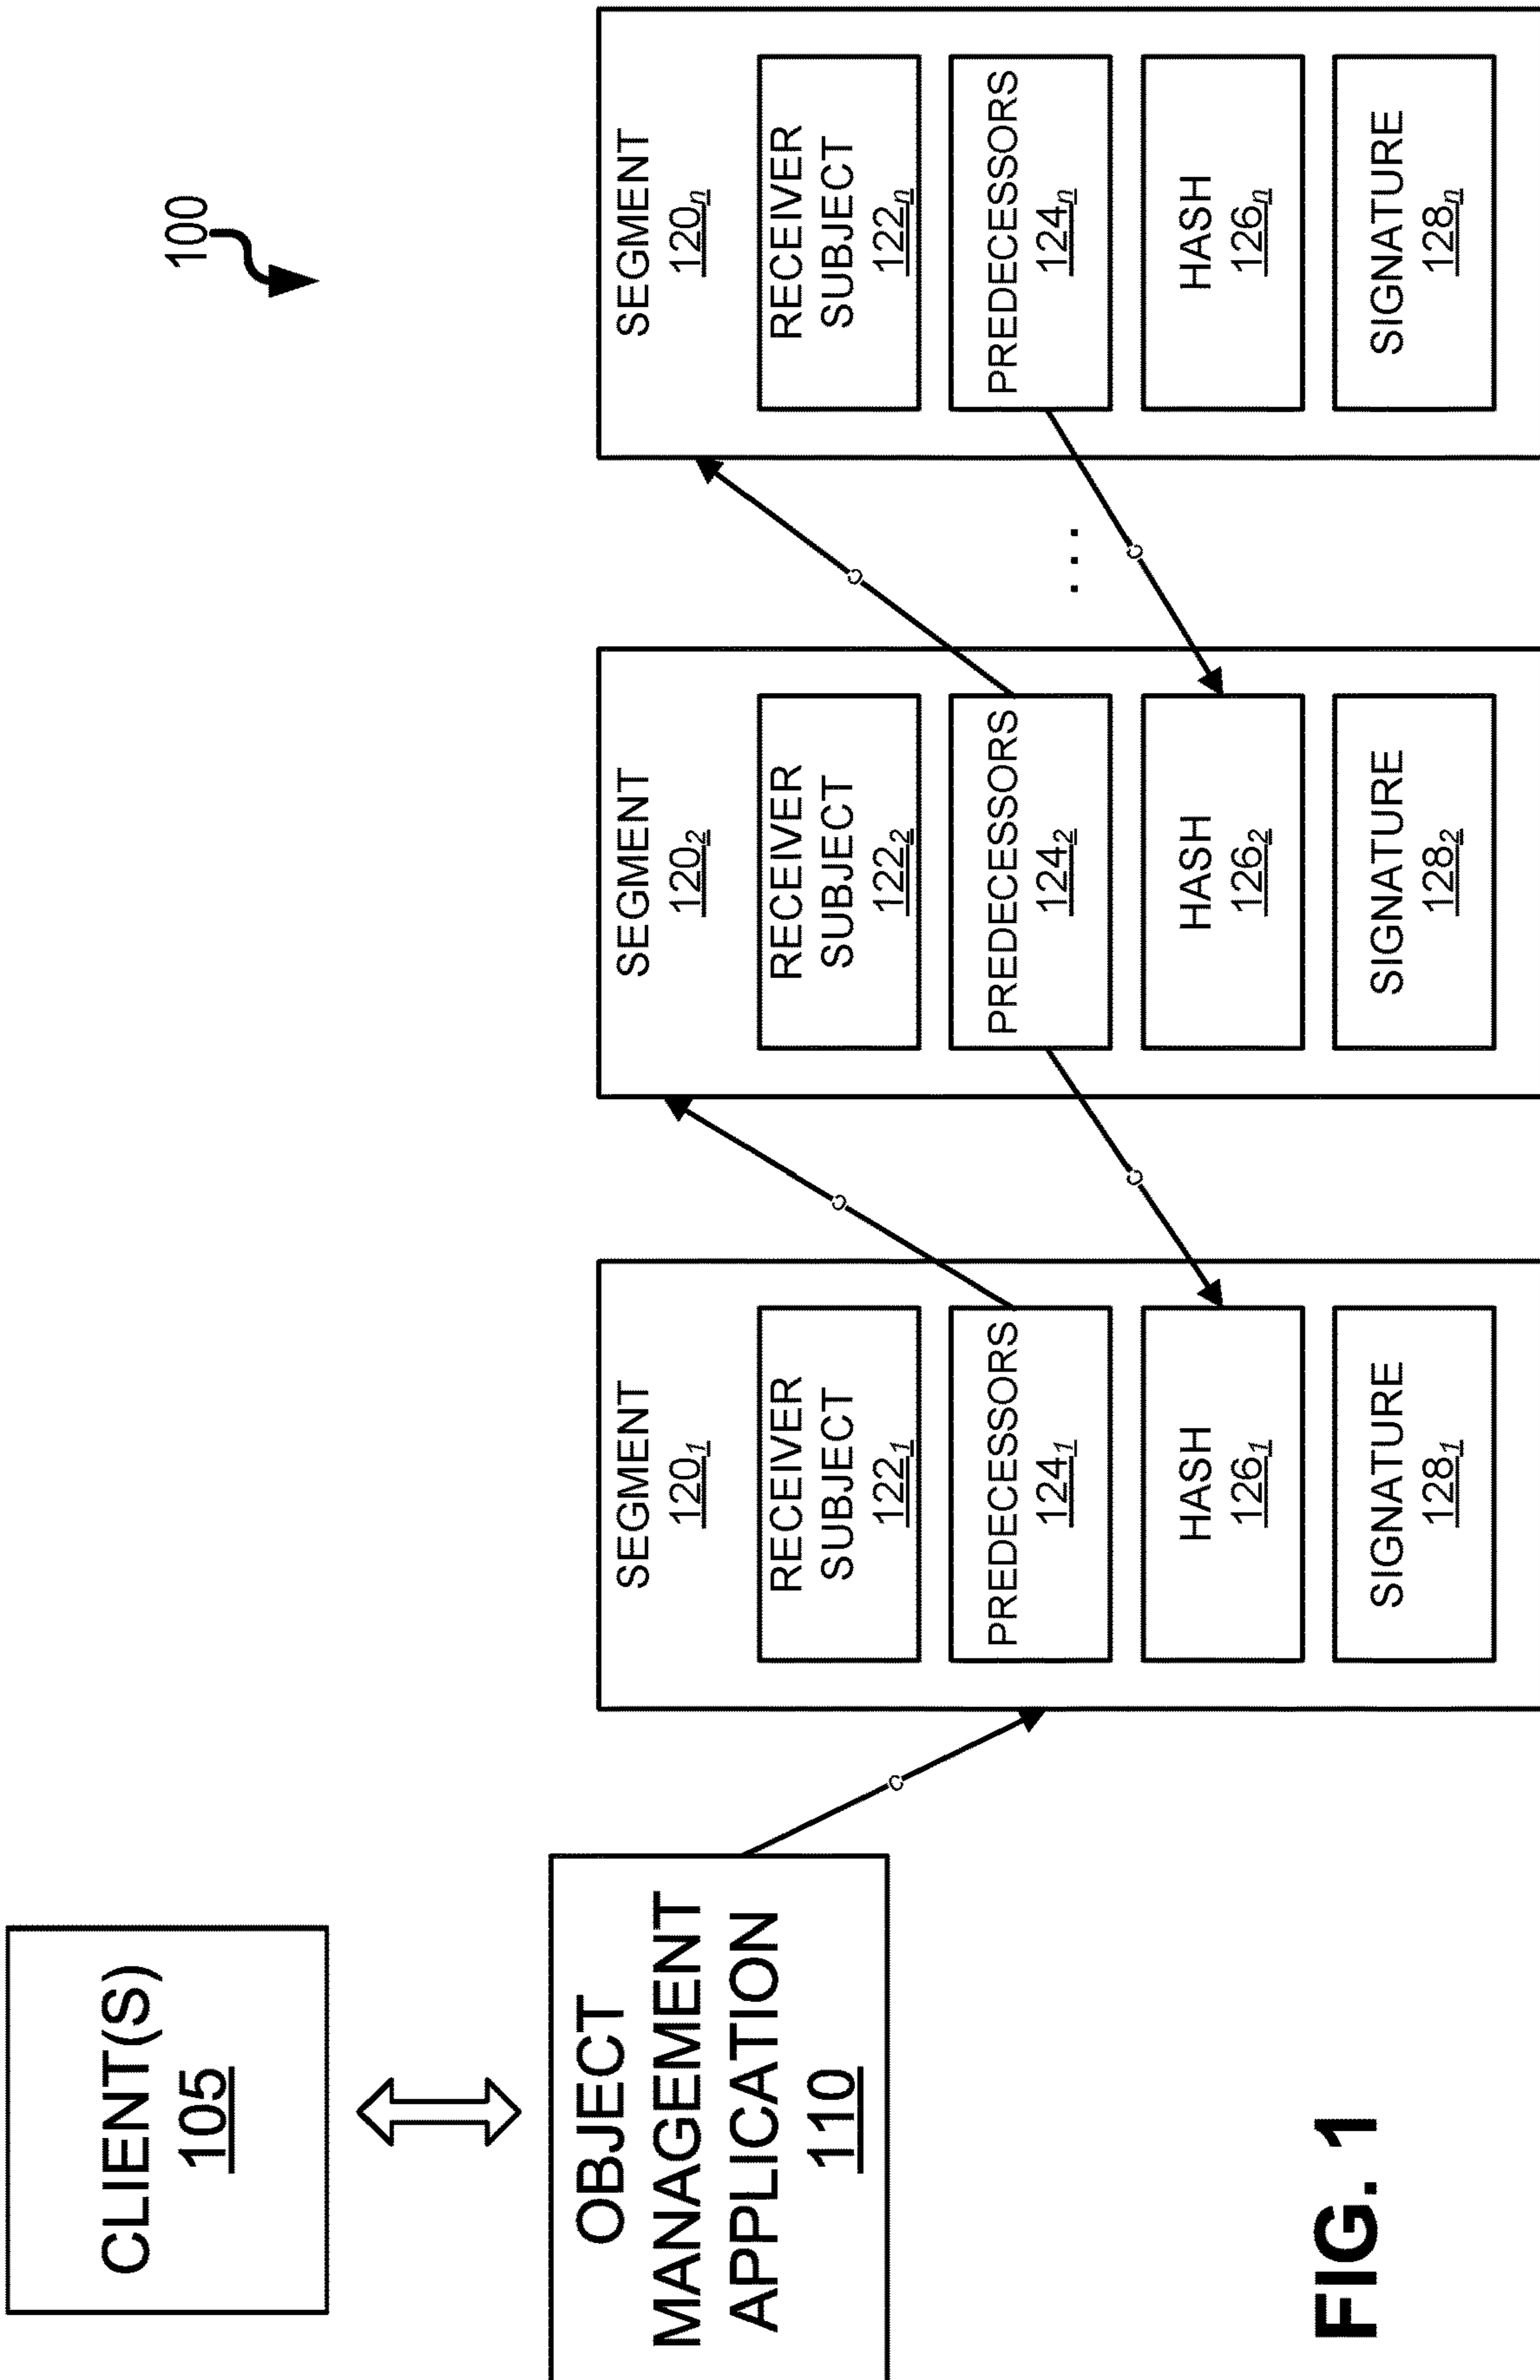 100
CLIENT(S)
105
OBJECT
MANAGEMENT
APPLICATION
110
SEGMENT
120₁
RECEIVER
SUBJECT
122₁
PREDECESSORS
124₁
HASH
126₁
SIGNATURE
128₁
SEGMENT
120₂
RECEIVER
SUBJECT
122₂
PREDECESSORS
124₂
HASH
126₂
SIGNATURE
128₂
. . .
SEGMENT
120ₙ
RECEIVER
SUBJECT
122ₙ
PREDECESSORS
124ₙ
HASH
126ₙ
SIGNATURE
128ₙ
FIG. 1